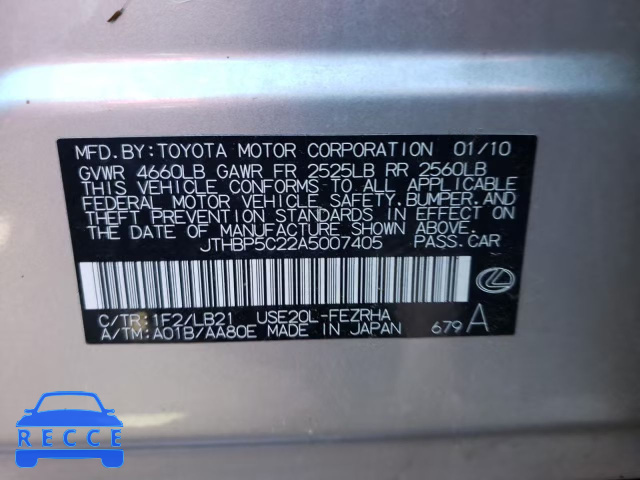 MFD.BY:TOYOTA MOTOR CORPORATION 01/10
GVWR 4660LB GAWR FR 2525LB RR 2560LB
THIS VEHICLE CONFORMS TO ALL APPLICABLE
FEDERAL MOTOR VEHICLE SAFETY,BUMPER,AND
THEFT PREVENTION STANDARDS IN EFFECT ON
THE DATE OF MANUFACTURE SHOWN ABOVE.
JTHBP5C22A5007405 PASS.CAR
C/TR:1F2/LB21 USE20L-FEZRHA
A/TM:A01B/AA80E MADE IN JAPAN 679A
RECCE